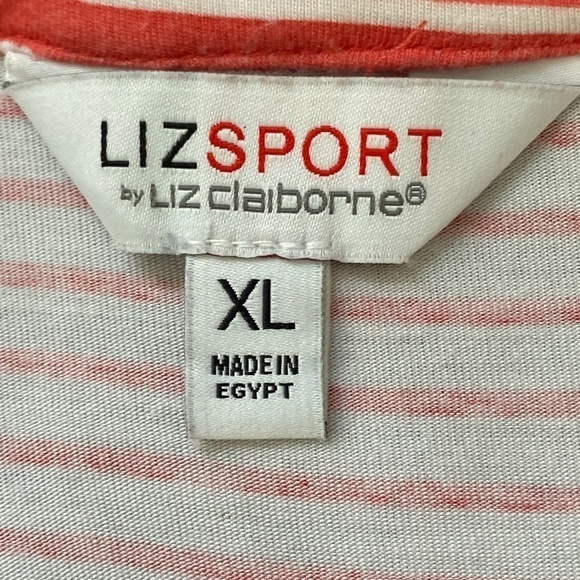 LIZSPORT
by LIZ claiborne®
XL
MADE IN
EGYPT